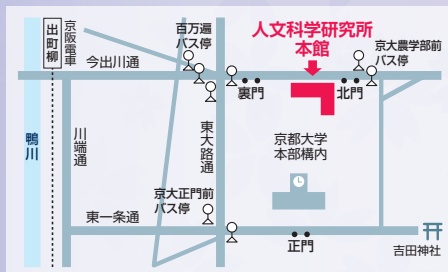 出町柳
京阪電車
百万遍
バス停
人文科学研究所
本館
京大農学部前
バス停
今出川通
裏門
北門
鴨川
川端通
東大路通
京都大学
本部構内
京大正門前
バス停
東一条通
正門
吉田神社